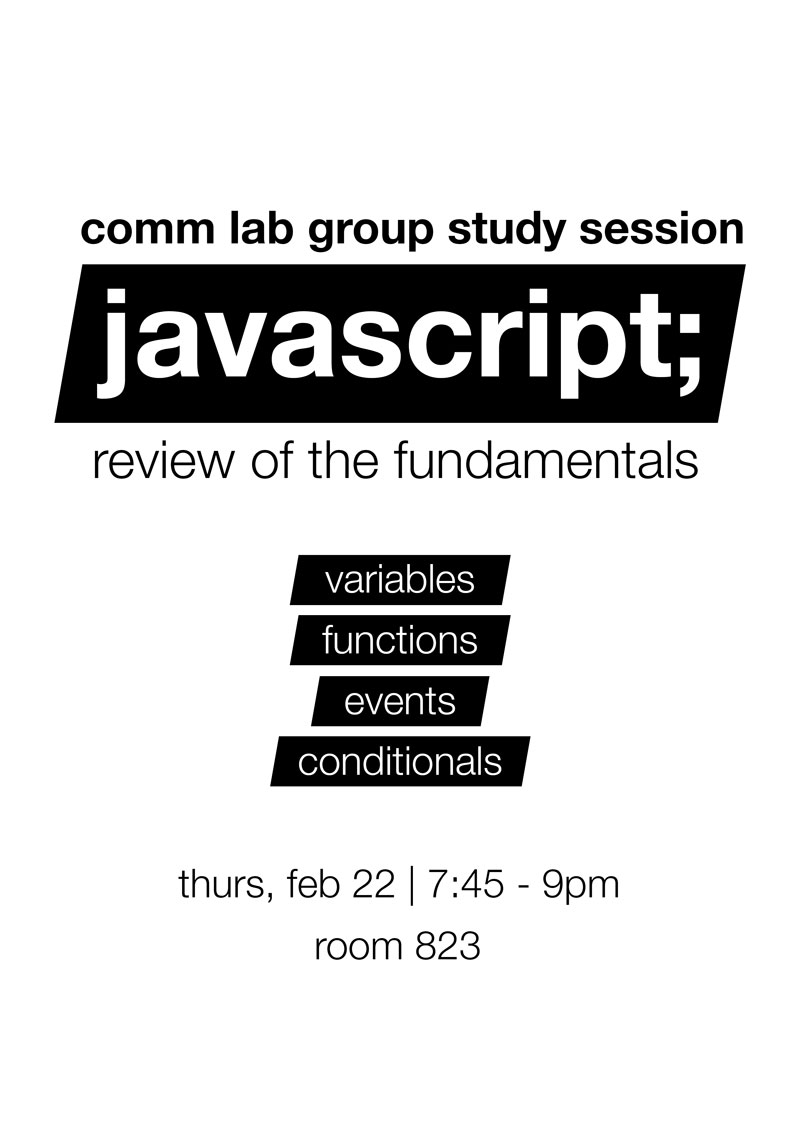 comm lab group study session
javascript;
review of the fundamentals
variables
functions
events
conditionals
thurs, feb 22 | 7:45 - 9pm
room 823